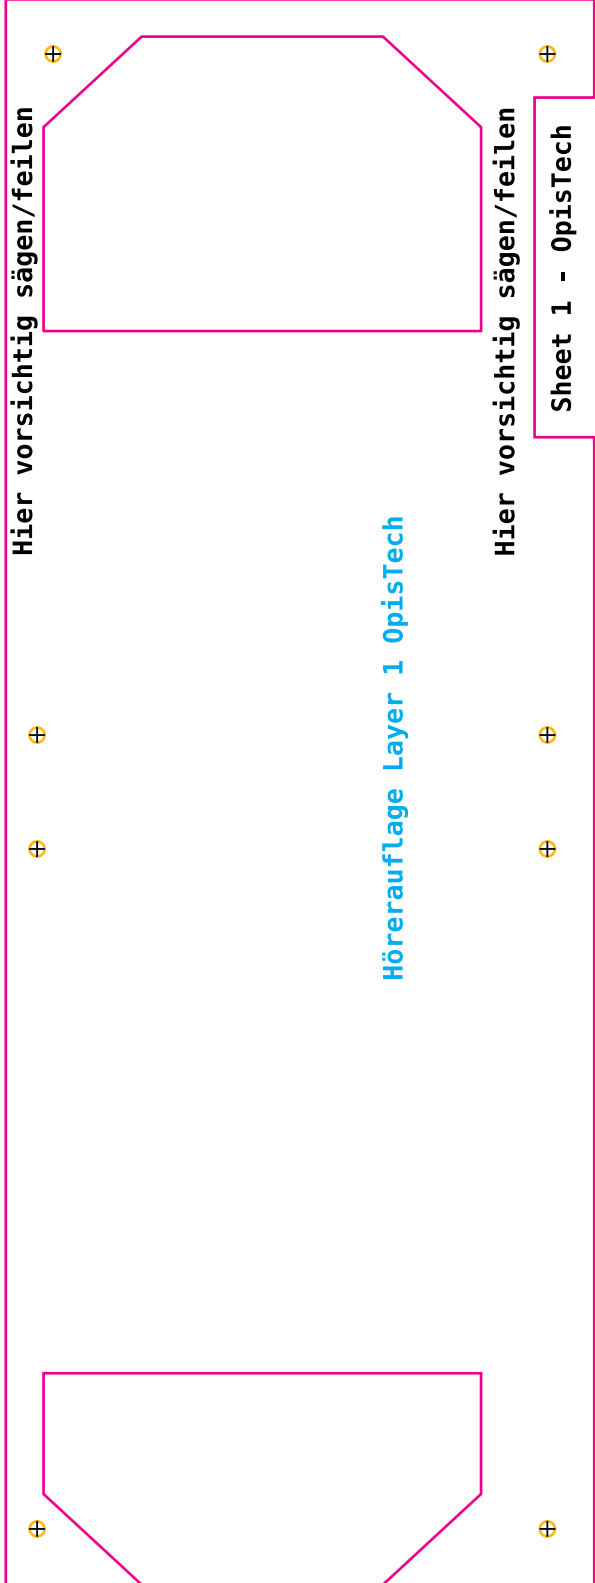 Hier vorsichtig sägen/feilen
Hörerauflage Layer 1 OpisTech
Hier vorsichtig sägen/feilen
Sheet 1 - OpisTech